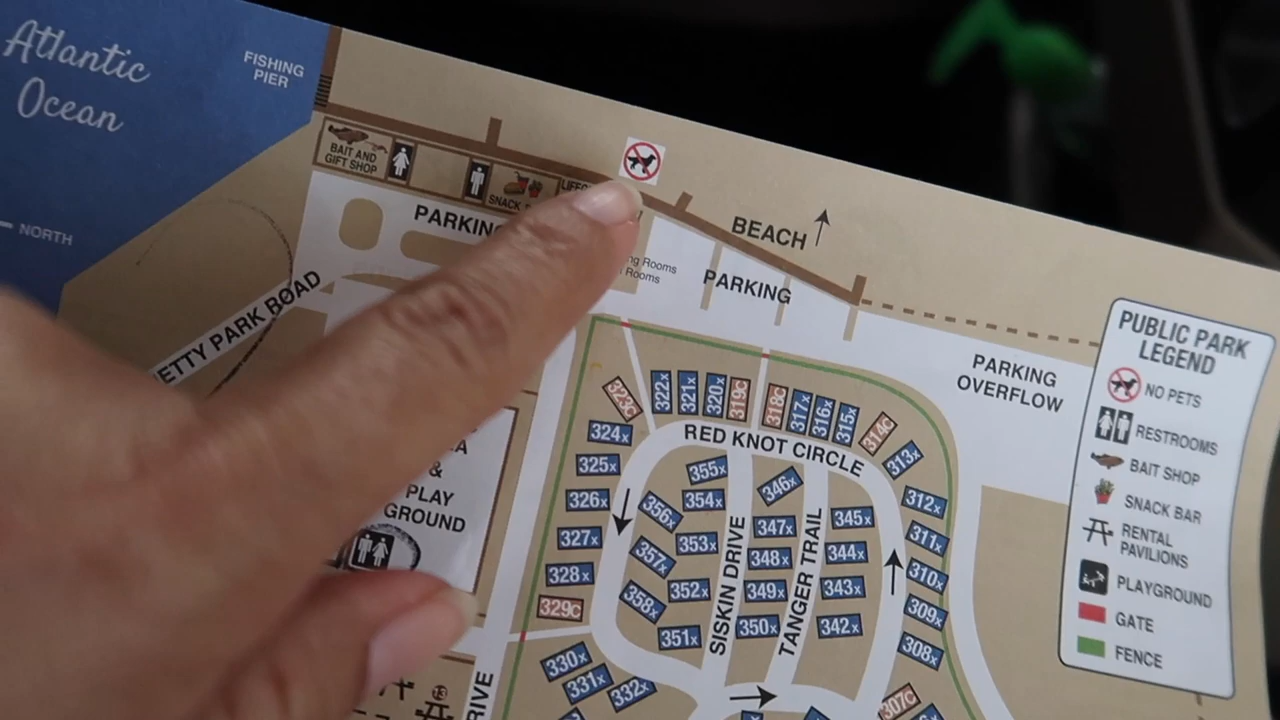 Atlantic
Ocean
FISHING
PIER
NORTH
BAIT AND
GIFT SHOP
SNACK
BEACH
PARKING
PARKING
PARKING
OVERFLOW
Rooms
Rooms
PARK ROAD
&
PLAY
GROUND
RED KNOT CIRCLE
SISKIN DRIVE
TANGER TRAIL
323C
322x
321x
320x
319C
318C
317x
316x
315x
314C
313x
324x
325x
326x
327x
328x
329C
330x
331x
332x
355x
354x
353x
352x
351x
356x
357x
358x
346x
347x
348x
349x
350x
345x
344x
343x
342x
312x
311x
310x
309x
308x
307C
13
PUBLIC PARK
LEGEND
NO PETS
RESTROOMS
BAIT SHOP
SNACK BAR
RENTAL
PAVILIONS
PLAYGROUND
GATE
FENCE